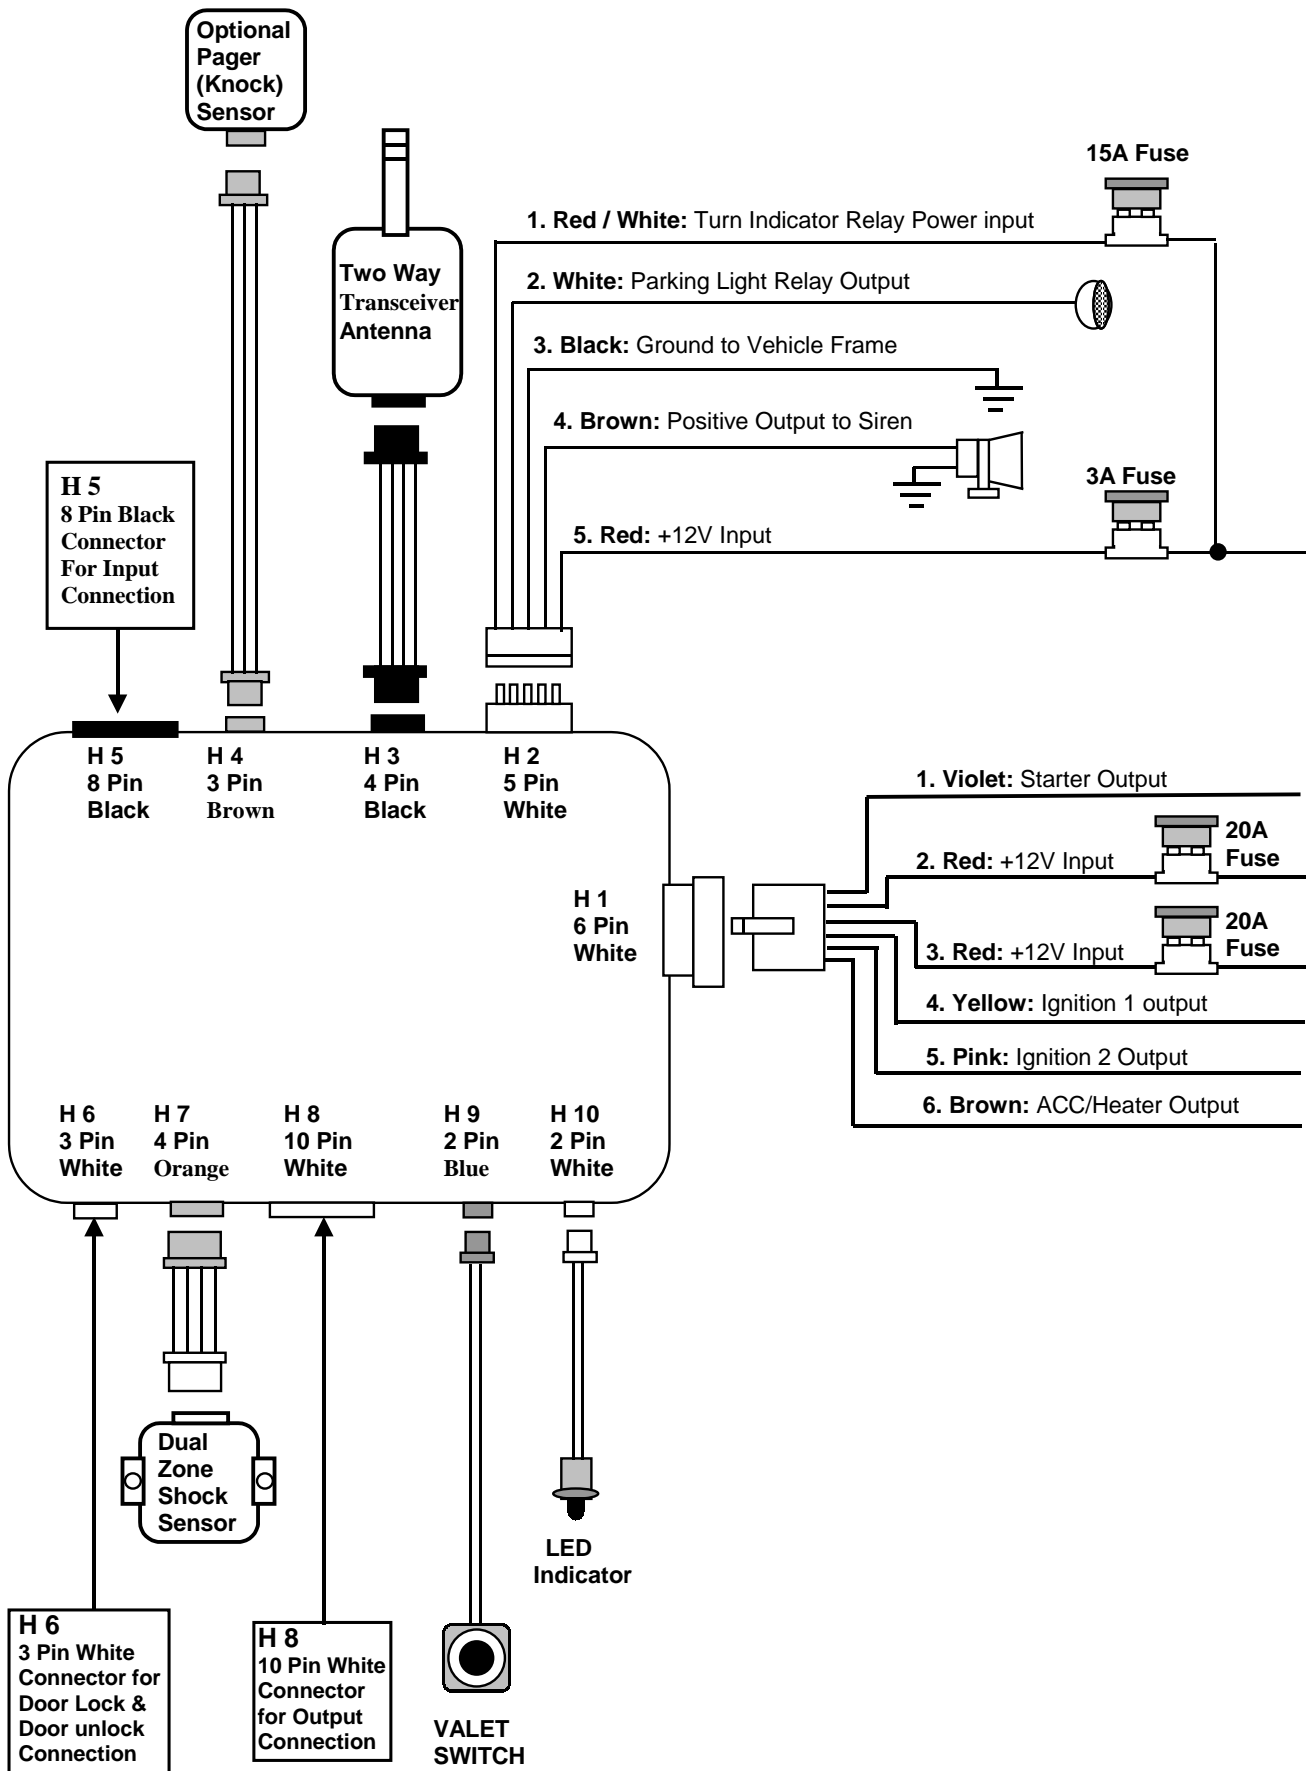 Optional
Pager
(Knock)
Sensor
15A Fuse
1. Red / White: Turn Indicator Relay Power input
Two Way
Transceiver
Antenna
2. White: Parking Light Relay Output
3. Black: Ground to Vehicle Frame
4. Brown: Positive Output to Siren
H 5
8 Pin Black
Connector
For Input
Connection
3A Fuse
5. Red: +12V Input
H 5
8 Pin
Black
H 4
3 Pin
Brown
H 3
4 Pin
Black
H 2
5 Pin
White
1. Violet: Starter Output
20A
Fuse
2. Red: +12V Input
H 1
6 Pin
White
20A
Fuse
3. Red: +12V Input
4. Yellow: Ignition 1 output
5. Pink: Ignition 2 Output
6. Brown: ACC/Heater Output
H 6
3 Pin
White
H 7
4 Pin
Orange
H 8
10 Pin
White
H 9
2 Pin
Blue
H 10
2 Pin
White
Dual
Zone
Shock
Sensor
LED
Indicator
H 6
3 Pin White
Connector for
Door Lock &
Door unlock
Connection
H 8
10 Pin White
Connector
for Output
Connection
VALET
SWITCH